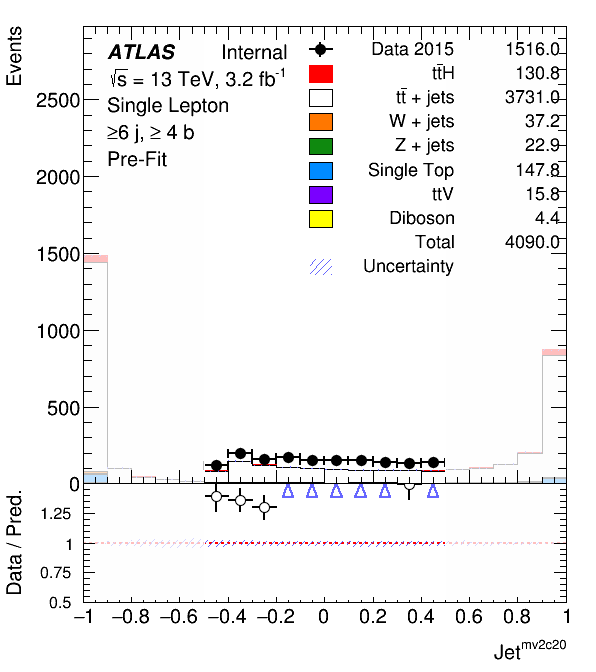 Events
ATLAS Internal
√s = 13 TeV, 3.2 fb⁻¹
Single Lepton
≥6 j, ≥ 4 b
Pre-Fit
Data 2015 1516.0
tt̄H 130.8
tt̄ + jets 3731.0
W + jets 37.2
Z + jets 22.9
Single Top 147.8
ttV 15.8
Diboson 4.4
Total 4090.0
Uncertainty
2500
2000
1500
1000
500
0
Data / Pred.
1.25
1
0.75
0.5
−1 −0.8 −0.6 −0.4 −0.2 0 0.2 0.4 0.6 0.8 1
Jet^mv2c20